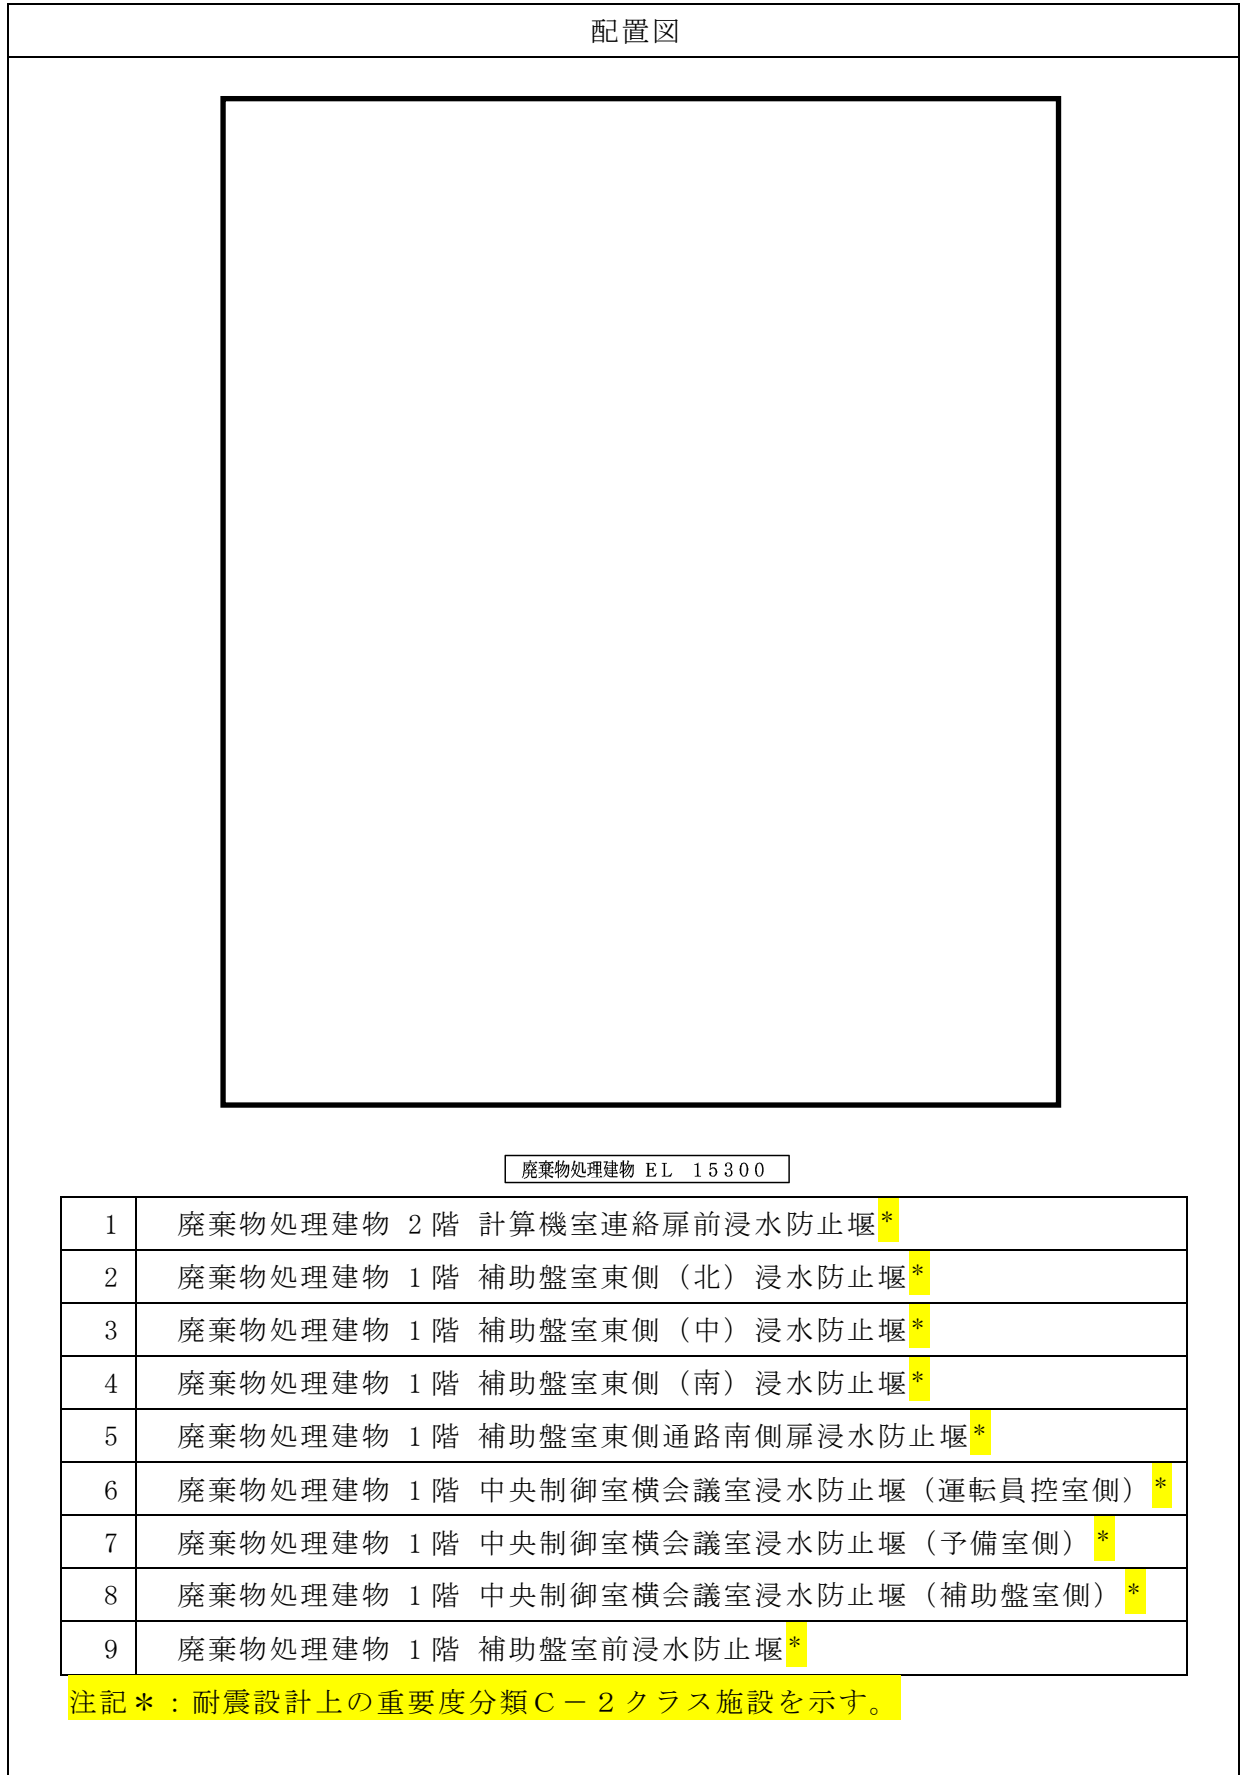 配置図
廃棄物処理建物 EL 15300
1 廃棄物処理建物 2階 計算機室連絡扉前浸水防止堰*
2 廃棄物処理建物 1階 補助盤室東側（北）浸水防止堰*
3 廃棄物処理建物 1階 補助盤室東側（中）浸水防止堰*
4 廃棄物処理建物 1階 補助盤室東側（南）浸水防止堰*
5 廃棄物処理建物 1階 補助盤室東側通路南側扉浸水防止堰*
6 廃棄物処理建物 1階 中央制御室横会議室浸水防止堰（運転員控室側）*
7 廃棄物処理建物 1階 中央制御室横会議室浸水防止堰（予備室側）*
8 廃棄物処理建物 1階 中央制御室横会議室浸水防止堰（補助盤室側）*
9 廃棄物処理建物 1階 補助盤室前浸水防止堰*
注記＊：耐震設計上の重要度分類Ｃ－２クラス施設を示す。